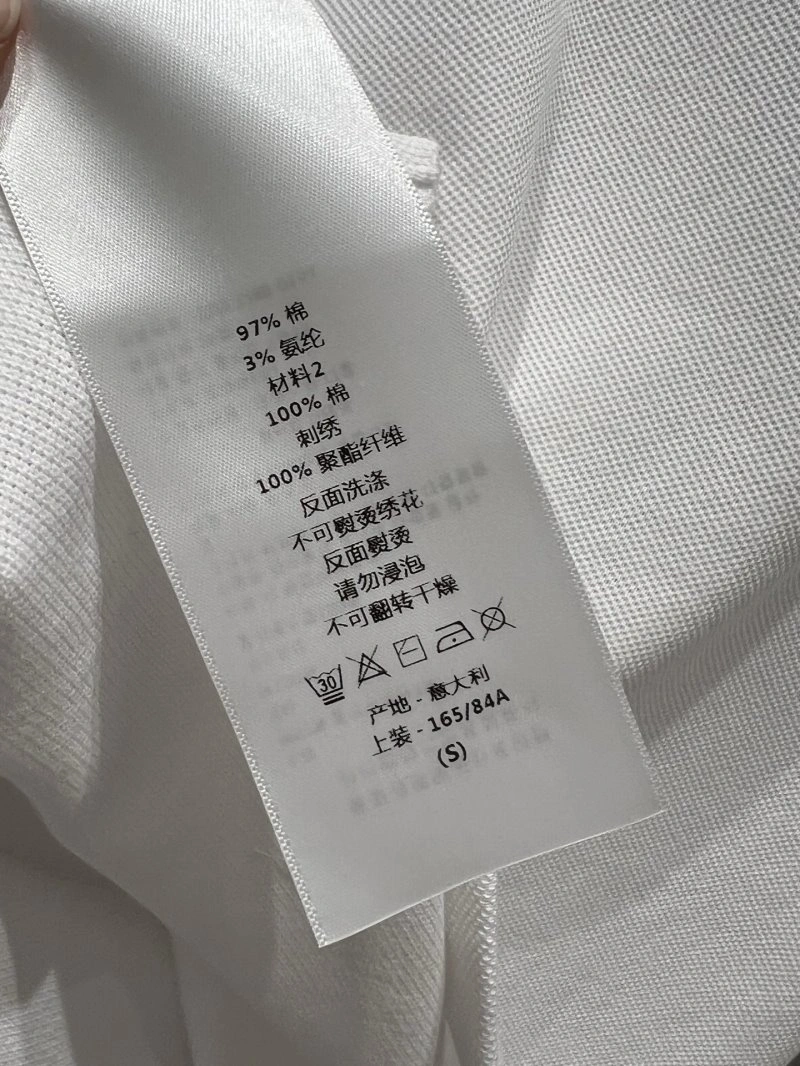 97% 棉
3% 氨纶
材料2
100% 棉
刺绣
100% 聚酯纤维
反面洗涤
不可熨烫绣花
反面熨烫
请勿浸泡
不可翻转干燥
30
产地 - 意大利
上装 - 165/84A
(S)